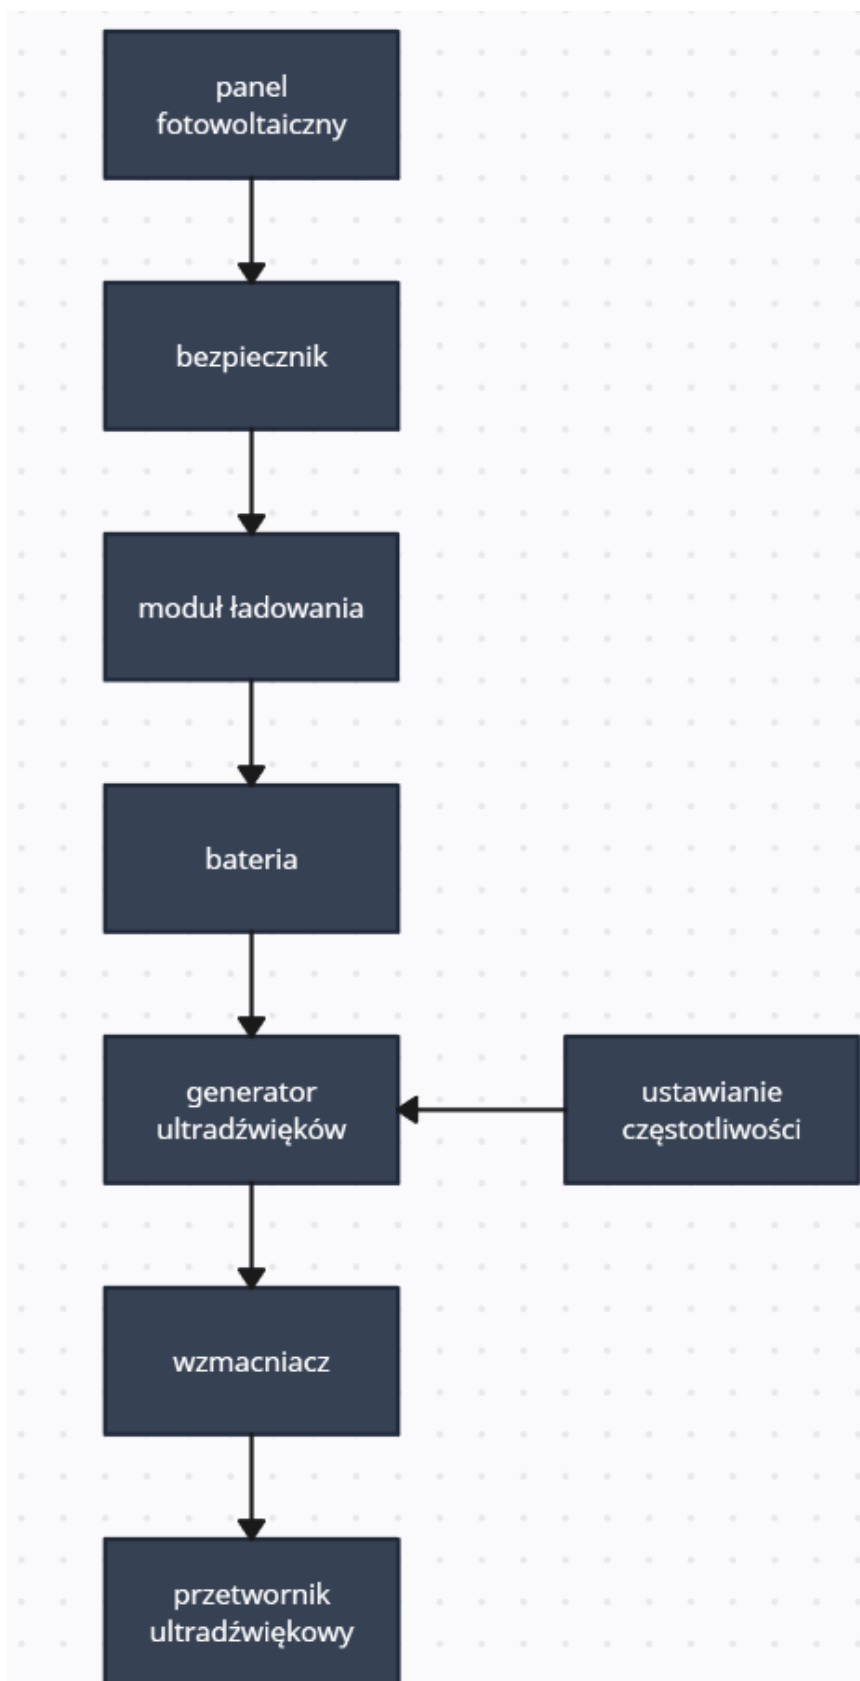 panel
fotowoltaiczny
bezpiecznik
moduł ładowania
bateria
generator
ultradźwięków
ustawianie
częstotliwości
wzmacniacz
przetwornik
ultradźwiękowy